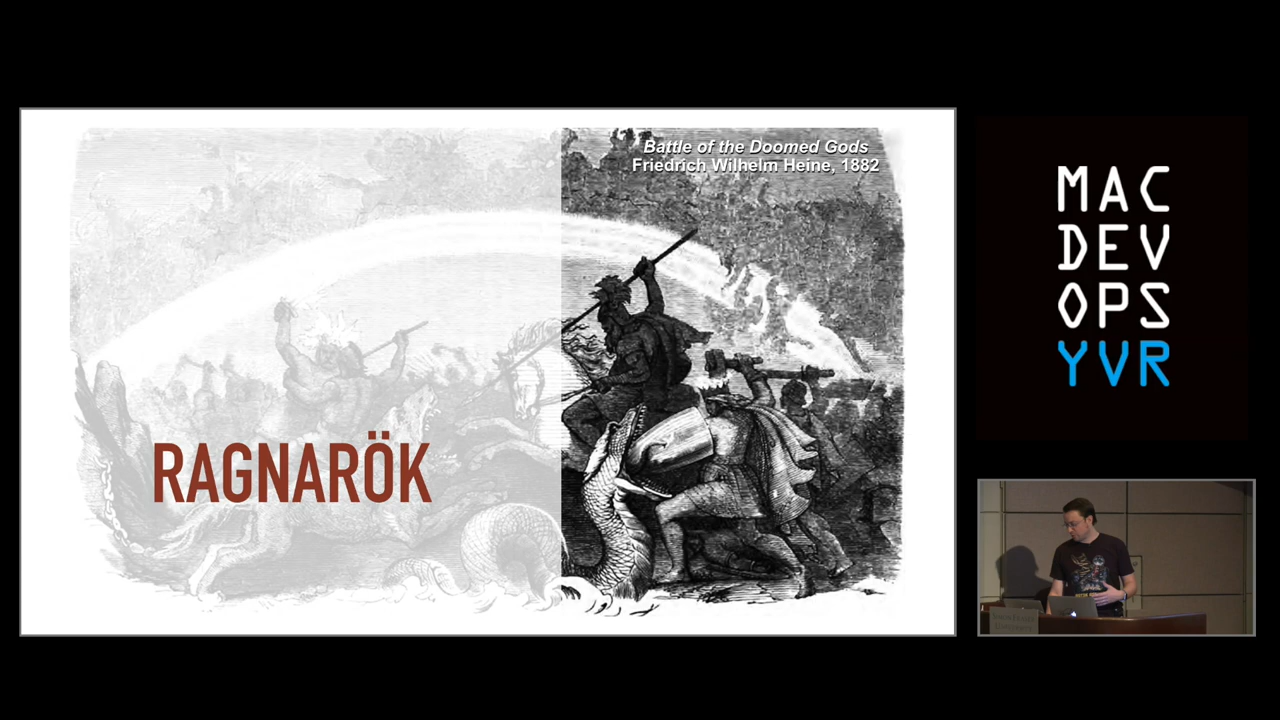 Battle of the Doomed Gods
Friedrich Wilhelm Heine, 1882
RAGNARÖK
MAC
DEV
OPS
YVR